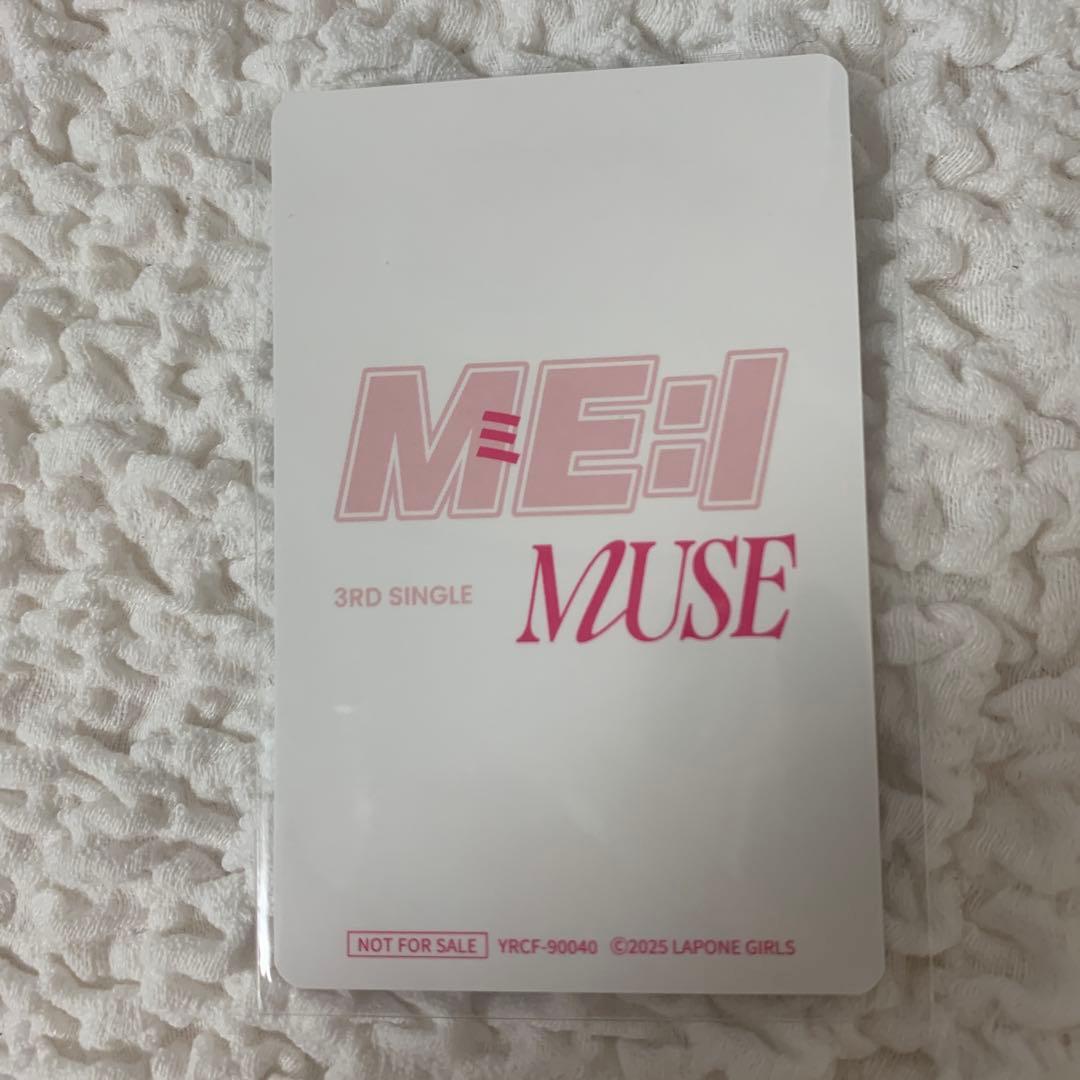 ME:I
3RD SINGLE MUSE
NOT FOR SALE YRCF-90040 ©2025 LAPONE GIRLS